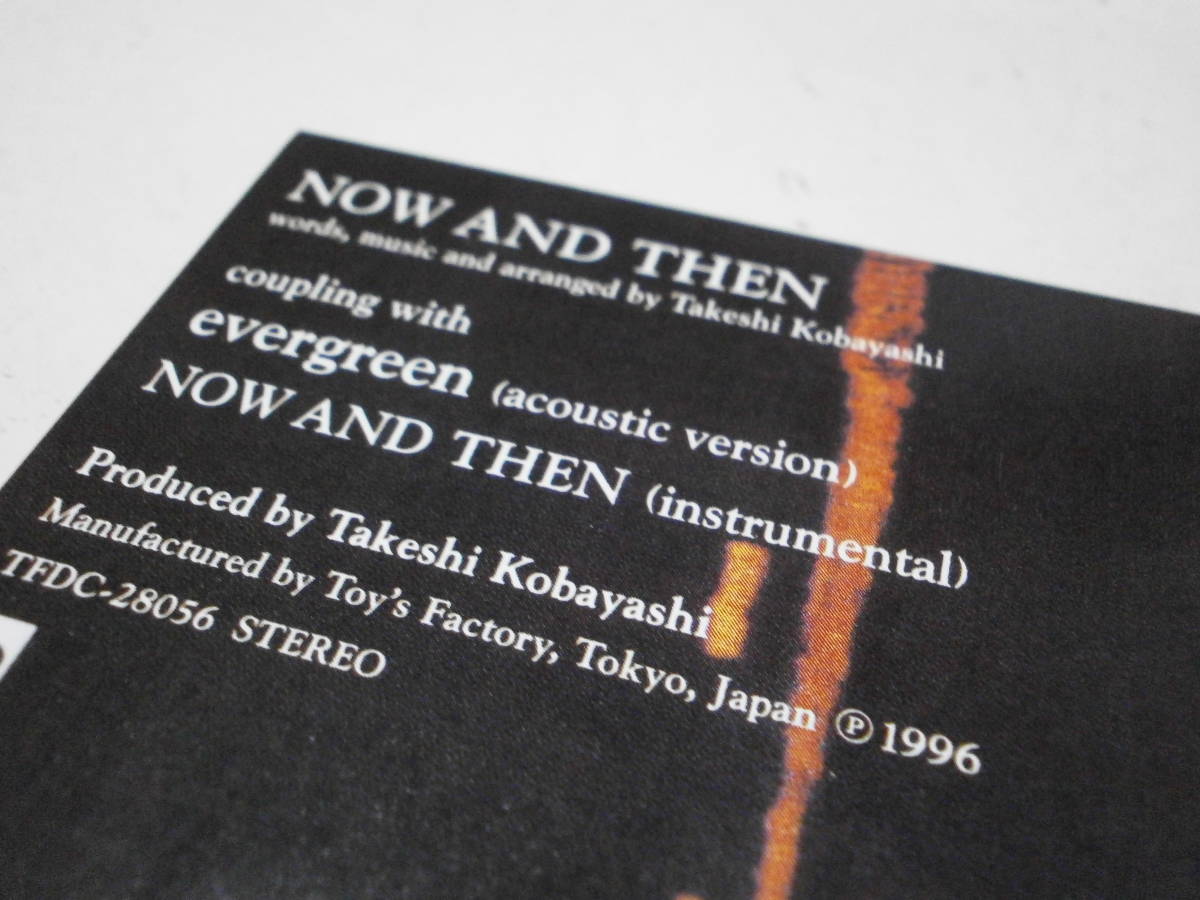 NOW AND THEN
words, music and arranged by Takeshi Kobayashi
coupling with
evergreen (acoustic version)
NOW AND THEN (instrumental)
Produced by Takeshi Kobayashi
Manufactured by Toy's Factory, Tokyo, Japan ℗ 1996
TFDC-28056 STEREO